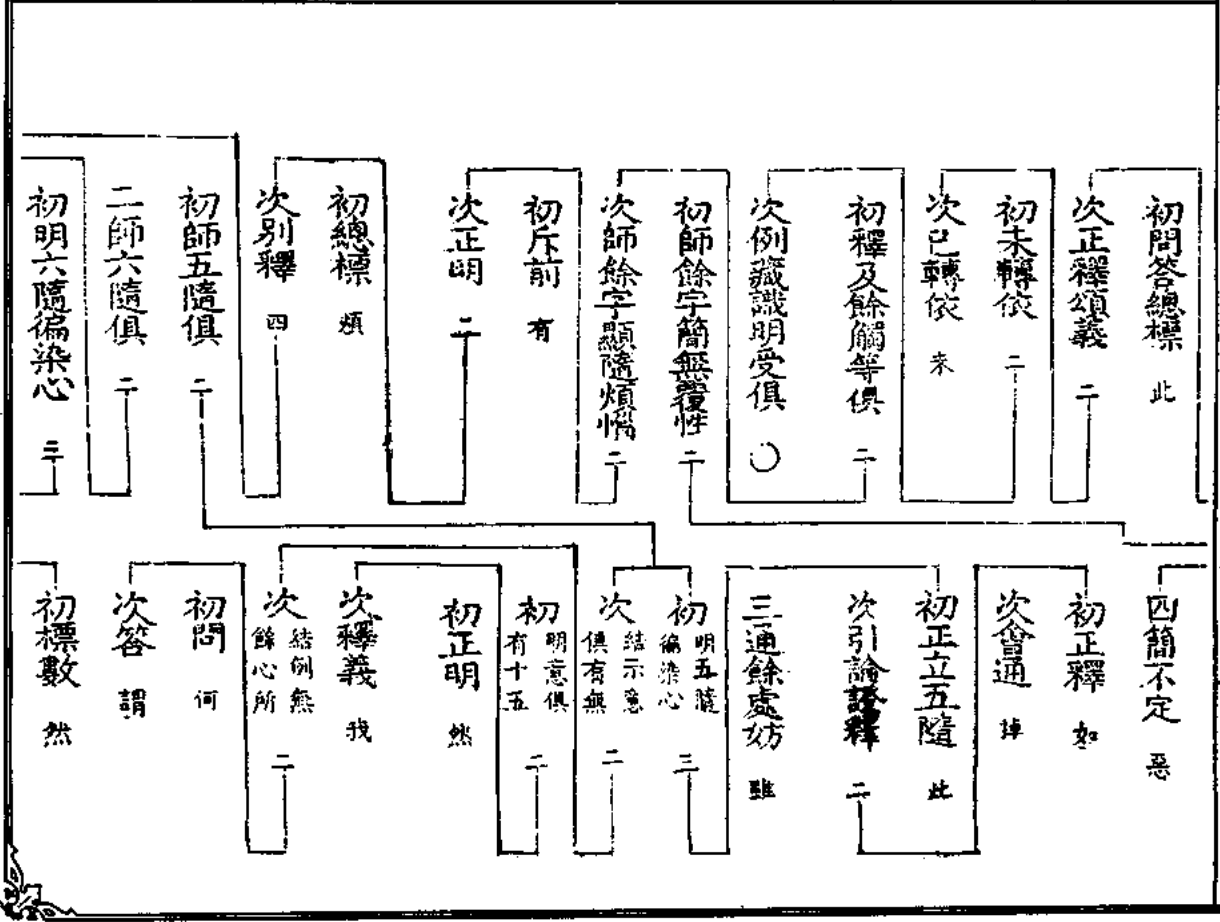 初問答總標 此
次正釋頌義 二
初未轉依 二
次已轉依 未
初釋及餘觸等俱 二
次例藏識明受俱 〇
初師餘字簡無覆性 二
次師餘字顯隨煩惱 二
初斥前 有
次正明 二
初總標 煩
次別釋 四
初師五隨俱 二
二師六隨俱 二
初明六隨徧染心 三
四簡不定 惡
初正釋 如
次會通 掉
初正立五隨 此
次引論證釋 二
三通餘處妨 雖
初明五隨徧染心 三
次結示意俱有無 二
初明意俱有十五 二
初正明 然
次釋義 我
次結例無餘心所 二
初問 何
次答 謂
初標數 然